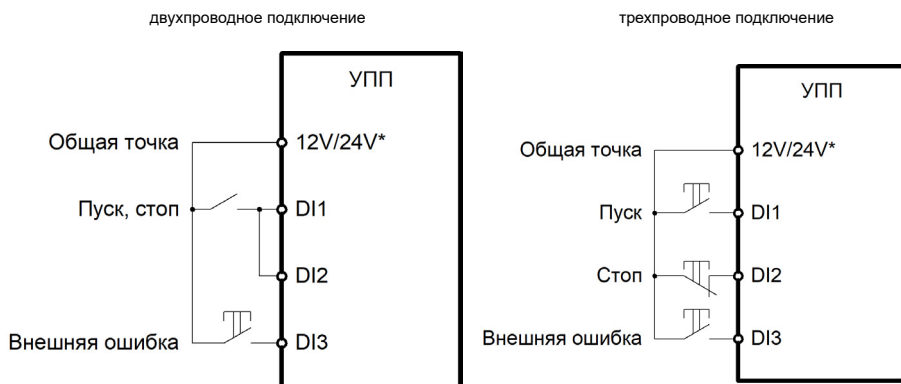 двухпроводное подключение
УПП
Общая точка
12V/24V*
Пуск, стоп
DI1
DI2
Внешняя ошибка
DI3
трехпроводное подключение
УПП
Общая точка
12V/24V*
Пуск
DI1
Стоп
DI2
Внешняя ошибка
DI3